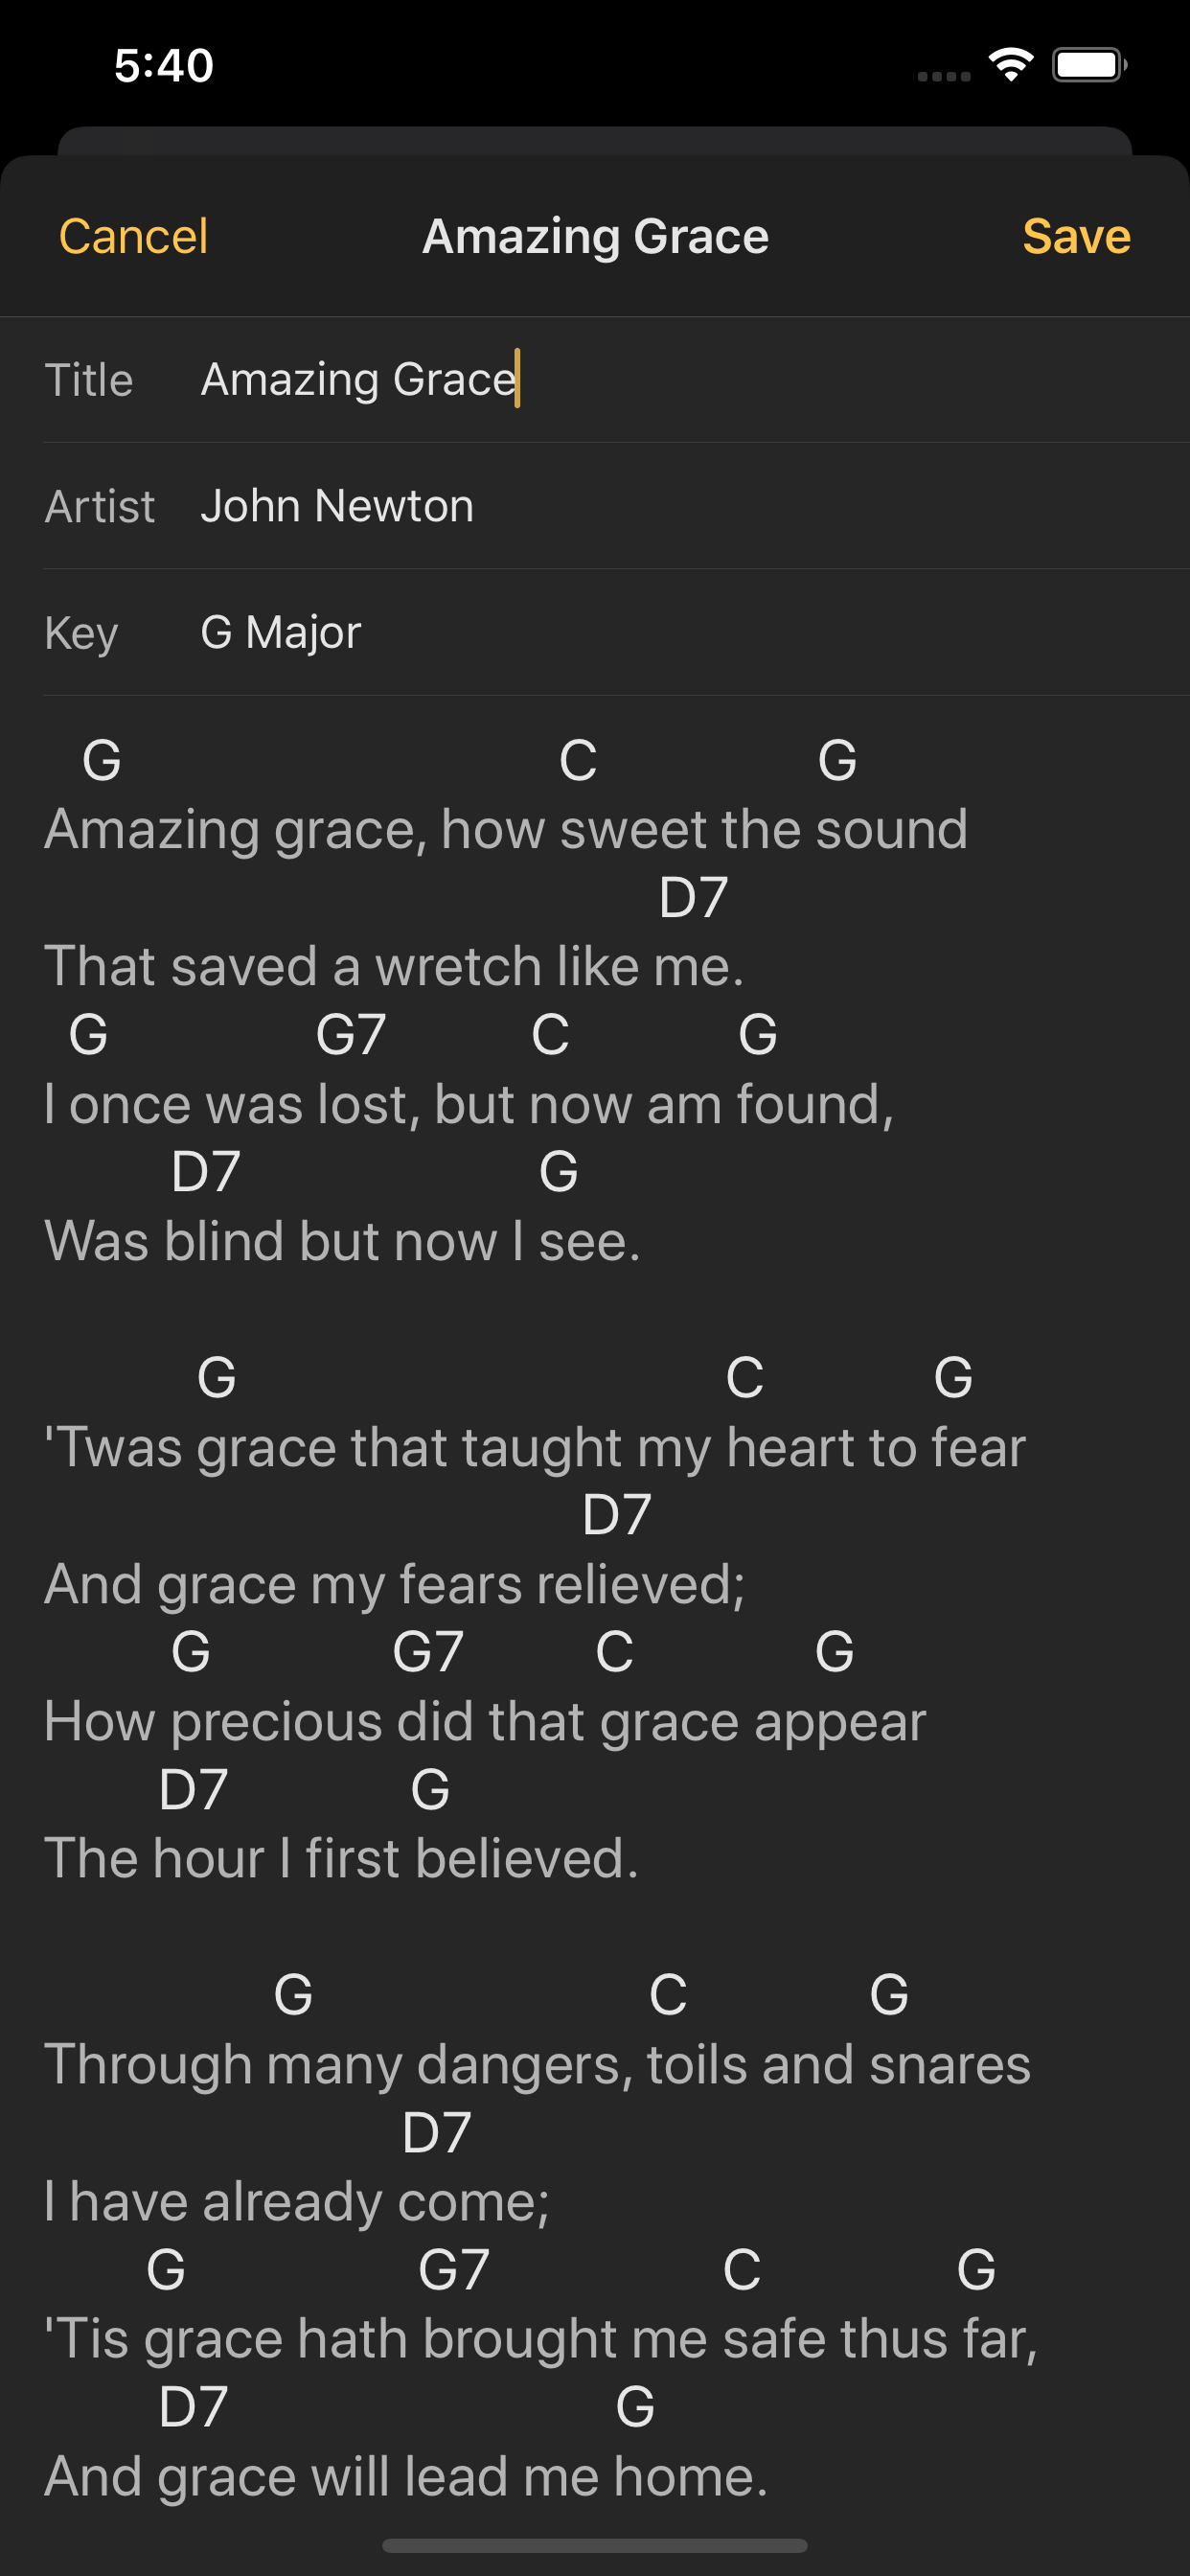 5:40
Cancel Amazing Grace Save
Title Amazing Grace
Artist John Newton
Key G Major
G C G
Amazing grace, how sweet the sound
D7
That saved a wretch like me.
G G7 C G
I once was lost, but now am found,
D7 G
Was blind but now I see.
G C G
'Twas grace that taught my heart to fear
D7
And grace my fears relieved;
G G7 C G
How precious did that grace appear
D7 G
The hour I first believed.
G C G
Through many dangers, toils and snares
D7
I have already come;
G G7 C G
'Tis grace hath brought me safe thus far,
D7 G
And grace will lead me home.